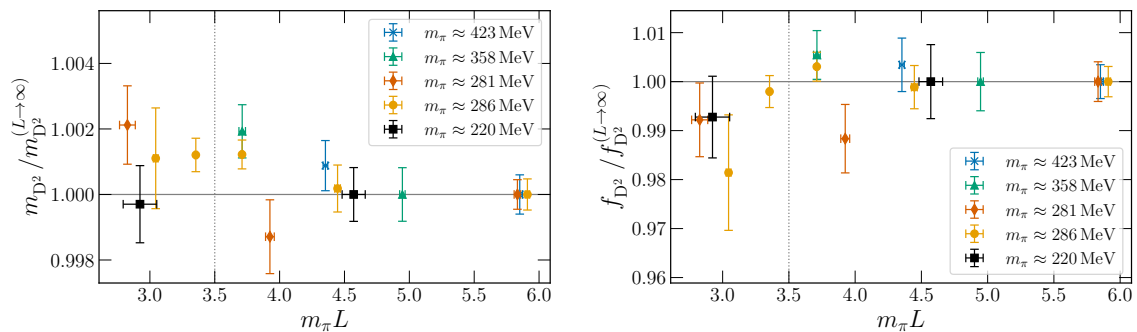 1.004
1.002
1.000
0.998
m_{D²} / m_{D²}^{(L→∞)}
m_π ≈ 423 MeV
m_π ≈ 358 MeV
m_π ≈ 281 MeV
m_π ≈ 286 MeV
m_π ≈ 220 MeV
3.0 3.5 4.0 4.5 5.0 5.5 6.0
m_π L
1.01
1.00
0.99
0.98
0.97
0.96
f_{D²} / f_{D²}^{(L→∞)}
m_π ≈ 423 MeV
m_π ≈ 358 MeV
m_π ≈ 281 MeV
m_π ≈ 286 MeV
m_π ≈ 220 MeV
3.0 3.5 4.0 4.5 5.0 5.5 6.0
m_π L